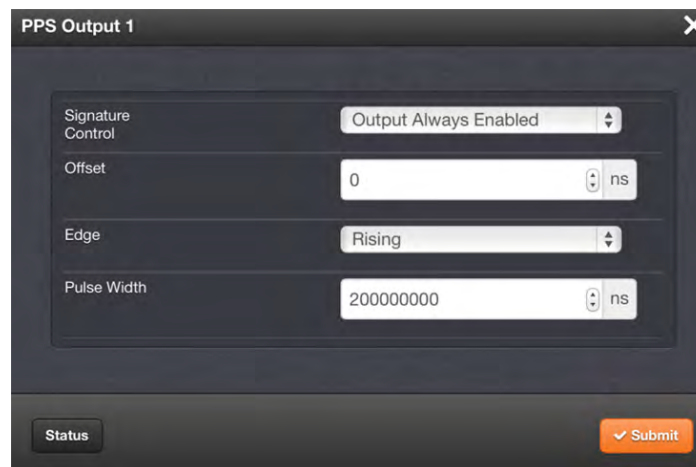 PPS Output 1
Signature
Control
Output Always Enabled
Offset
0
ns
Edge
Rising
Pulse Width
200000000
ns
Status
Submit